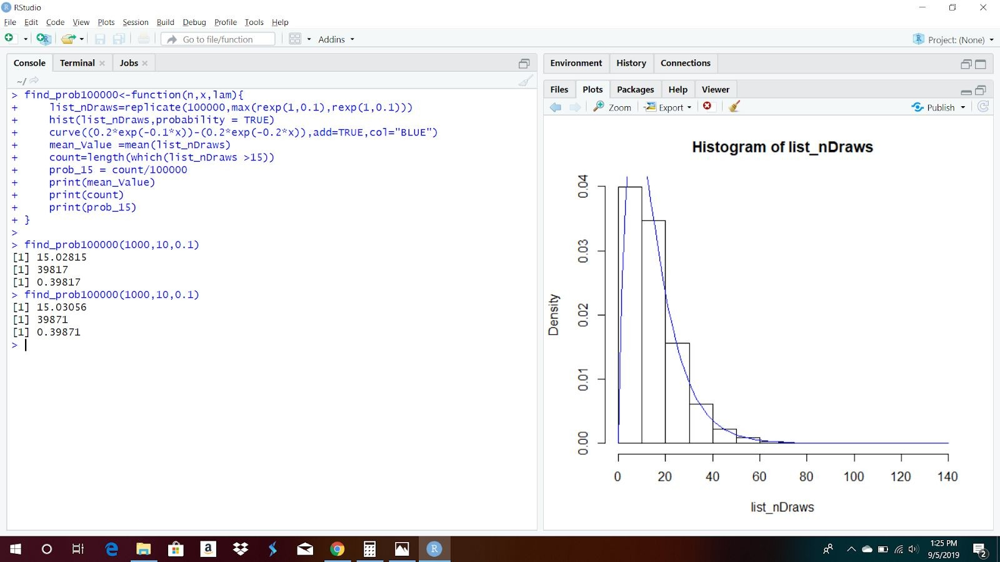 RStudio
File Edit Code View Plots Session Build Debug Profile Tools Help
Go to file/function Addins Project: (None)
Console Terminal Jobs
~/
> find_prob100000<-function(n,x,lam){
+     list_nDraws=replicate(100000,max(rexp(1,0.1),rexp(1,0.1)))
+     hist(list_nDraws,probability = TRUE)
+     curve((0.2*exp(-0.1*x))-(0.2*exp(-0.2*x)),add=TRUE,col="BLUE")
+     mean_Value =mean(list_nDraws)
+     count=length(which(list_nDraws >15))
+     prob_15 = count/100000
+     print(mean_Value)
+     print(count)
+     print(prob_15)
+ }
>
> find_prob100000(1000,10,0.1)
[1] 15.02815
[1] 39817
[1] 0.39817
> find_prob100000(1000,10,0.1)
[1] 15.03056
[1] 39871
[1] 0.39871
>
Environment History Connections
Files Plots Packages Help Viewer
Zoom Export Publish
Histogram of list_nDraws
Density
0.04
0.03
0.02
0.01
0.00
0 20 40 60 80 100 120 140
list_nDraws
1:25 PM
9/5/2019
2